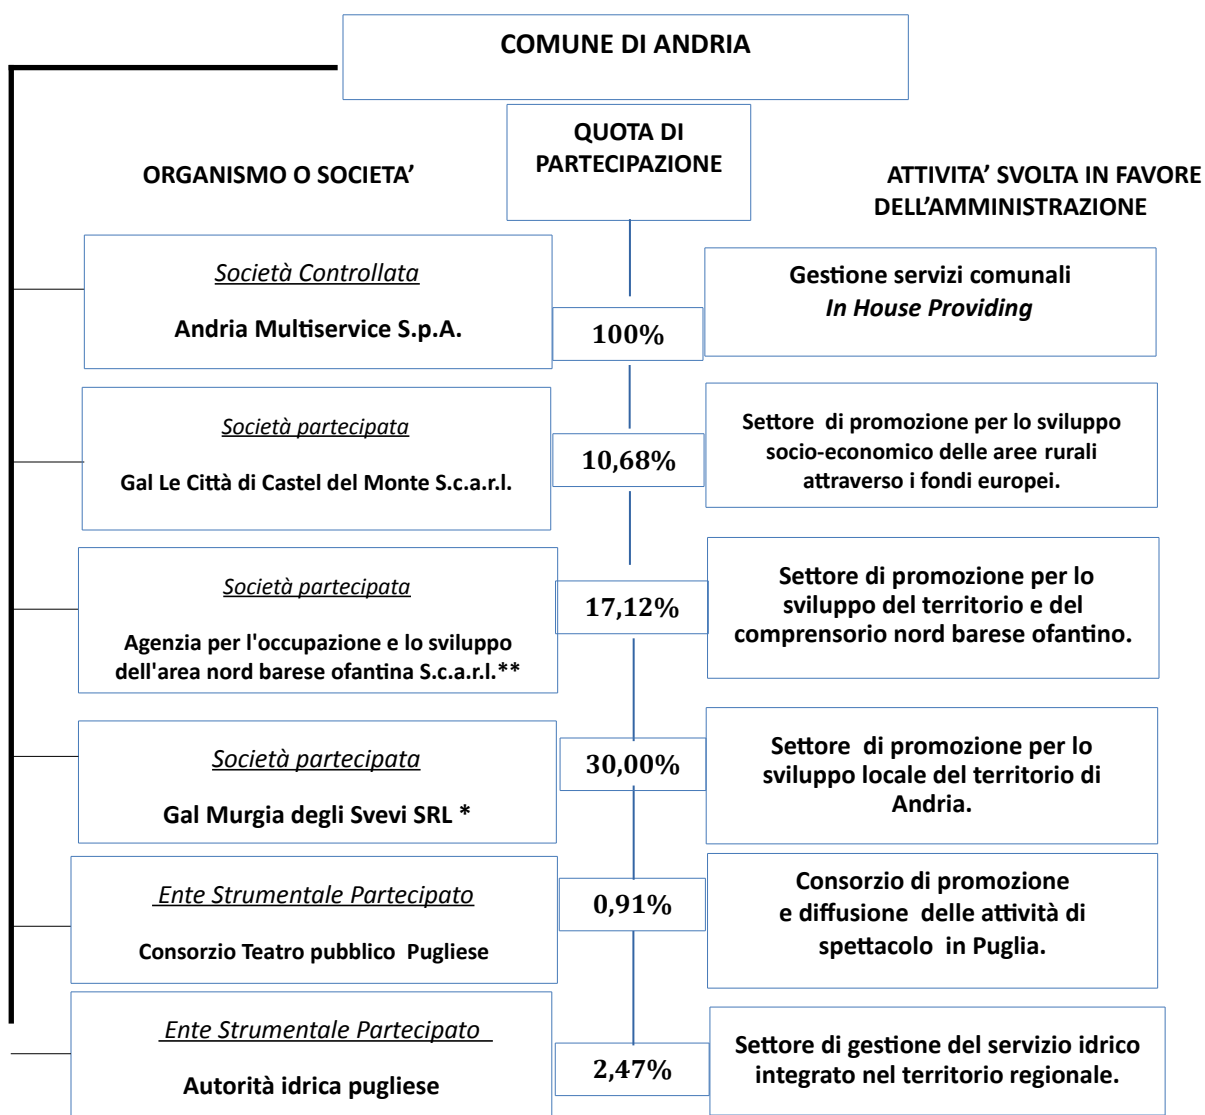 COMUNE DI ANDRIA
QUOTA DI
PARTECIPAZIONE
ORGANISMO O SOCIETA’
ATTIVITA’ SVOLTA IN FAVORE
DELL’AMMINISTRAZIONE
Società Controllata
Andria Multiservice S.p.A.
100%
Gestione servizi comunali
In House Providing
Società partecipata
Gal Le Città di Castel del Monte S.c.a.r.l.
10,68%
Settore di promozione per lo sviluppo
socio-economico delle aree rurali
attraverso i fondi europei.
Società partecipata
Agenzia per l'occupazione e lo sviluppo
dell'area nord barese ofantina S.c.a.r.l.**
17,12%
Settore di promozione per lo
sviluppo del territorio e del
comprensorio nord barese ofantino.
Società partecipata
Gal Murgia degli Svevi SRL *
30,00%
Settore di promozione per lo
sviluppo locale del territorio di
Andria.
Ente Strumentale Partecipato
Consorzio Teatro pubblico Pugliese
0,91%
Consorzio di promozione
e diffusione delle attività di
spettacolo in Puglia.
Ente Strumentale Partecipato
Autorità idrica pugliese
2,47%
Settore di gestione del servizio idrico
integrato nel territorio regionale.